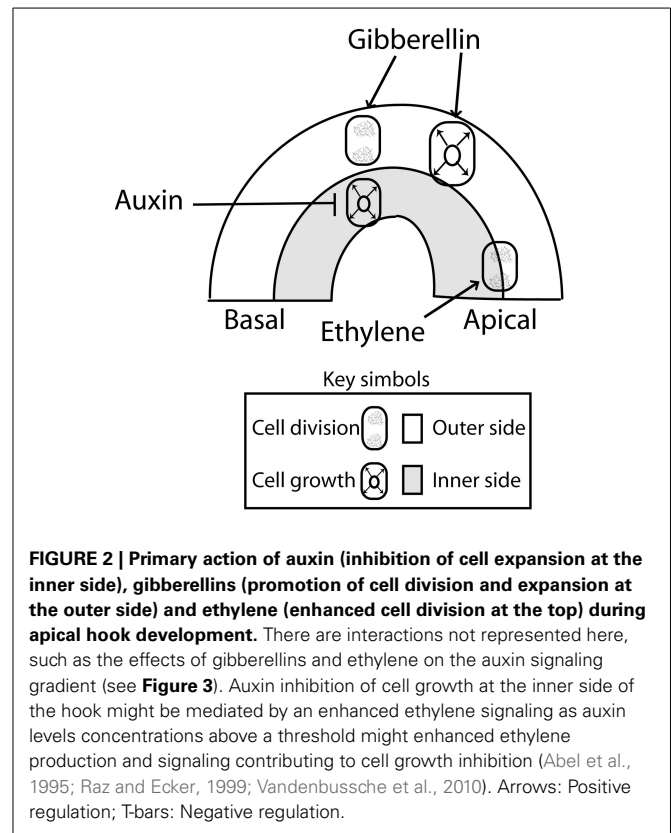 Gibberellin
Auxin
Basal
Ethylene
Apical
Key simbols
Cell division
Outer side
Cell growth
Inner side
FIGURE 2 | Primary action of auxin (inhibition of cell expansion at the
inner side), gibberellins (promotion of cell division and expansion at
the outer side) and ethylene (enhanced cell division at the top) during
apical hook development. There are interactions not represented here,
such as the effects of gibberellins and ethylene on the auxin signaling
gradient (see Figure 3). Auxin inhibition of cell growth at the inner side of
the hook might be mediated by an enhanced ethylene signaling as auxin
levels concentrations above a threshold might enhanced ethylene
production and signaling contributing to cell growth inhibition (Abel et al.,
1995; Raz and Ecker, 1999; Vandenbussche et al., 2010). Arrows: Positive
regulation; T-bars: Negative regulation.